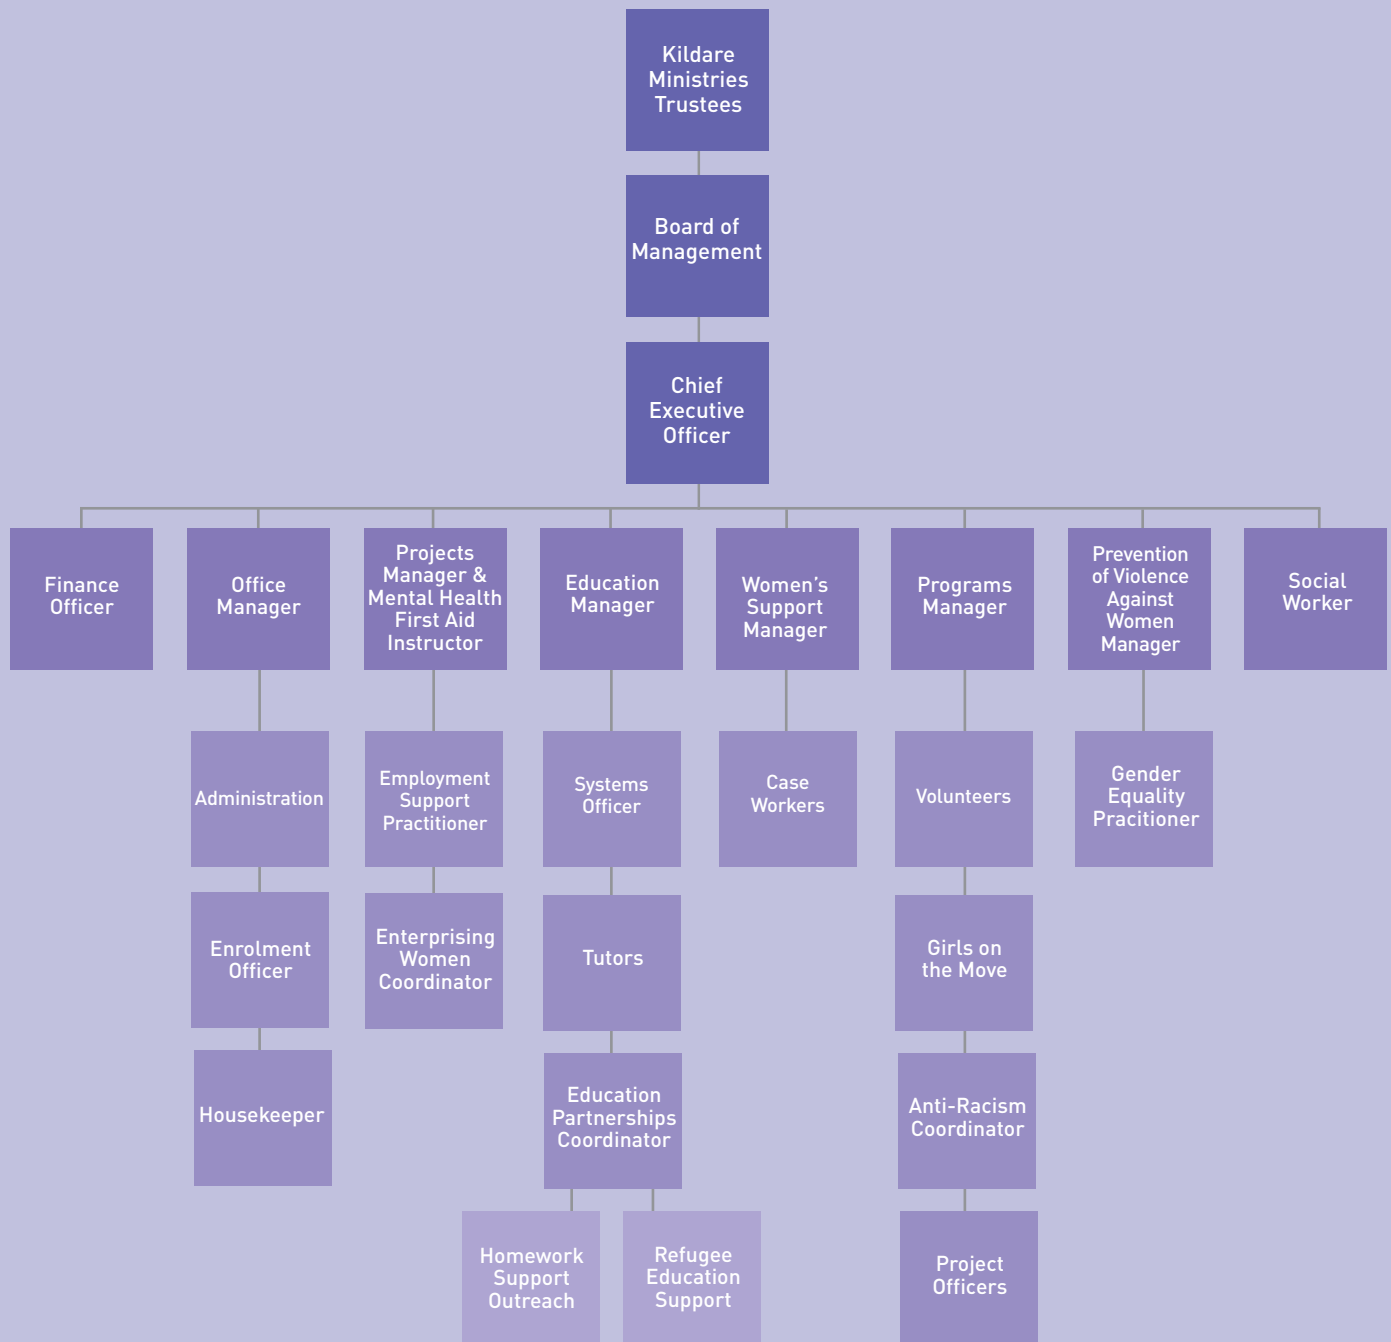 Kildare
Ministries
Trustees
Board of
Management
Chief
Executive
Officer
Finance
Officer
Office
Manager
Projects
Manager &
Mental Health
First Aid
Instructor
Education
Manager
Women's
Support
Manager
Programs
Manager
Prevention
of Violence
Against
Women
Manager
Social
Worker
Administration
Employment
Support
Practitioner
Systems
Officer
Case
Workers
Volunteers
Gender
Equality
Pracitioner
Enrolment
Officer
Enterprising
Women
Coordinator
Tutors
Girls on
the Move
Housekeeper
Education
Partnerships
Coordinator
Anti-Racism
Coordinator
Homework
Support
Outreach
Refugee
Education
Support
Project
Officers